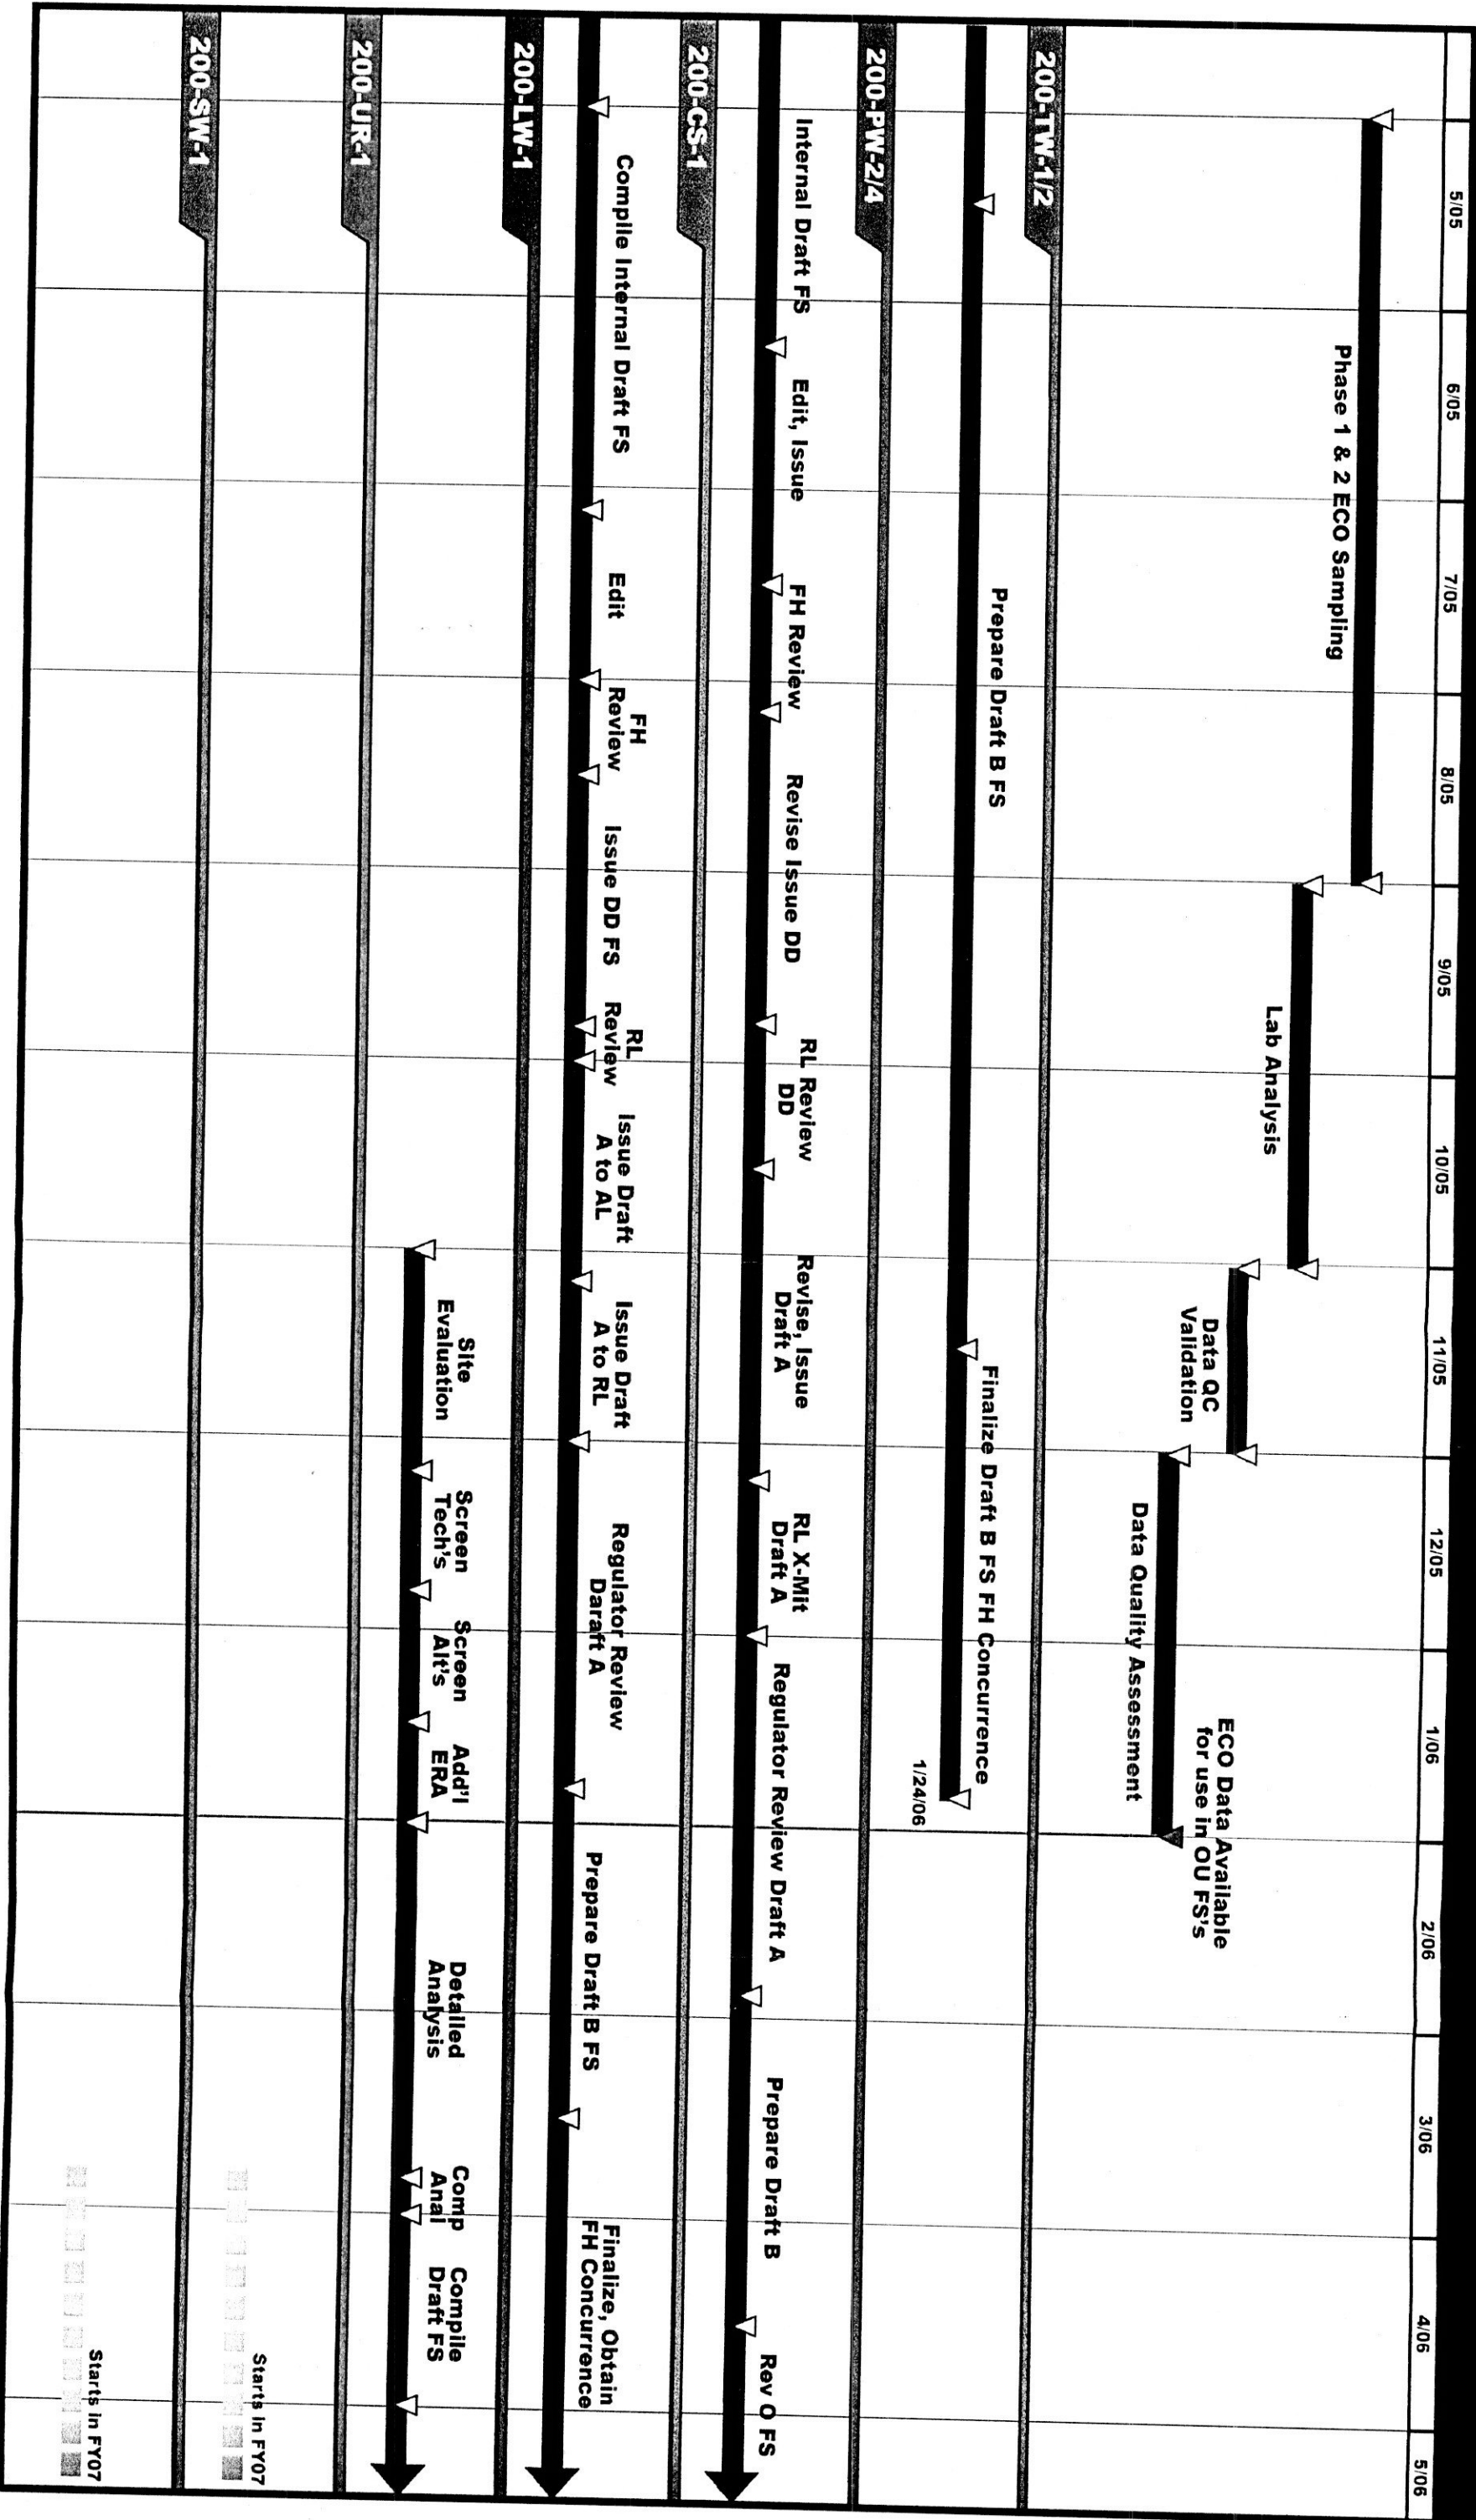 5/05
6/05
7/05
8/05
9/05
10/05
11/05
12/05
1/06
2/06
3/06
4/06
5/06
Phase 1 & 2 ECO Sampling
Lab Analysis
Data QC
Validation
ECO Data Available
for use in OU FS's
Data Quality Assessment
200-TW-1/2
Prepare Draft B FS
Finalize Draft B FS FH Concurrence
1/24/06
200-PW-2/4
Internal Draft FS
Edit, Issue
FH Review
Revise Issue DD
RL Review
DD
Revise, Issue
Draft A
RL X-Mit
Draft A
Regulator Review Draft A
Prepare Draft B
Rev O FS
200-CS-1
Compile Internal Draft FS
Edit
FH
Review
Issue DD FS
RL
Review
Issue Draft
A to AL
Issue Draft
A to RL
Regulator Review
Daraft A
Prepare Draft B FS
Finalize, Obtain
FH Concurrence
200-LW-1
Site
Evaluation
Screen
Tech's
Screen
Alt's
Add'l
ERA
Detailed
Analysis
Comp
Anal
Compile
Draft FS
200-UR-1
Starts in FY07
200-SW-1
Starts in FY07